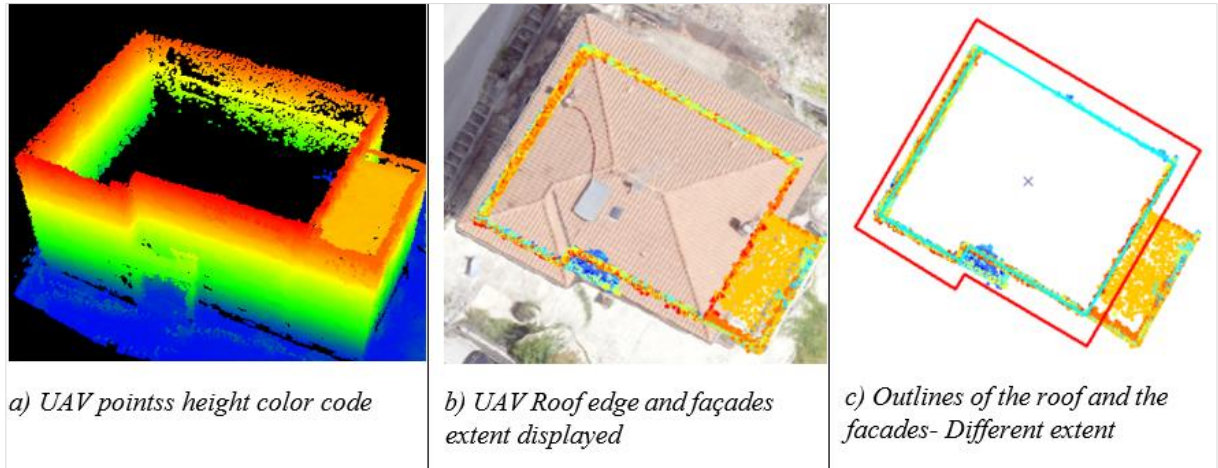 a) UAV pointss height color code
b) UAV Roof edge and façades
extent displayed
c) Outlines of the roof and the
facades- Different extent